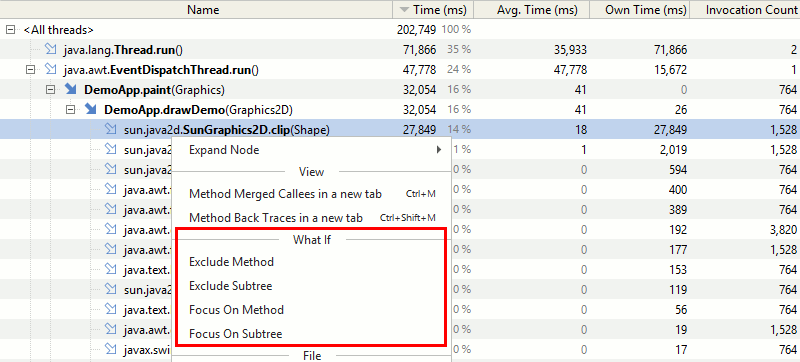 Name Time (ms) Avg. Time (ms) Own Time (ms) Invocation Count
<All threads> 202,749 100 %
java.lang.Thread.run() 71,866 35 % 35,933 71,866 2
java.awt.EventDispatchThread.run() 47,778 24 % 47,778 15,672 1
DemoApp.paint(Graphics) 32,054 16 % 41 0 764
DemoApp.drawDemo(Graphics2D) 32,054 16 % 41 26 764
sun.java2d.SunGraphics2D.clip(Shape) 27,849 14 % 18 27,849 1,528
sun.java2 Expand Node 1 % 1 2,019 1,528
sun.java2 View 0 % 0 594 764
java.awt. Method Merged Callees in a new tab Ctrl+M 0 % 0 400 764
java.awt. Method Back Traces in a new tab Ctrl+Shift+M 0 % 0 389 764
java.awt. What If 0 % 0 192 3,820
java.awt. Exclude Method 0 % 0 177 1,528
java.text. 0 % 0 153 764
sun.java2 Exclude Subtree 0 % 0 119 764
java.text. Focus On Method 0 % 0 56 764
java.awt. Focus On Subtree 0 % 0 19 1,528
javax.swi File 0 % 0 17 764